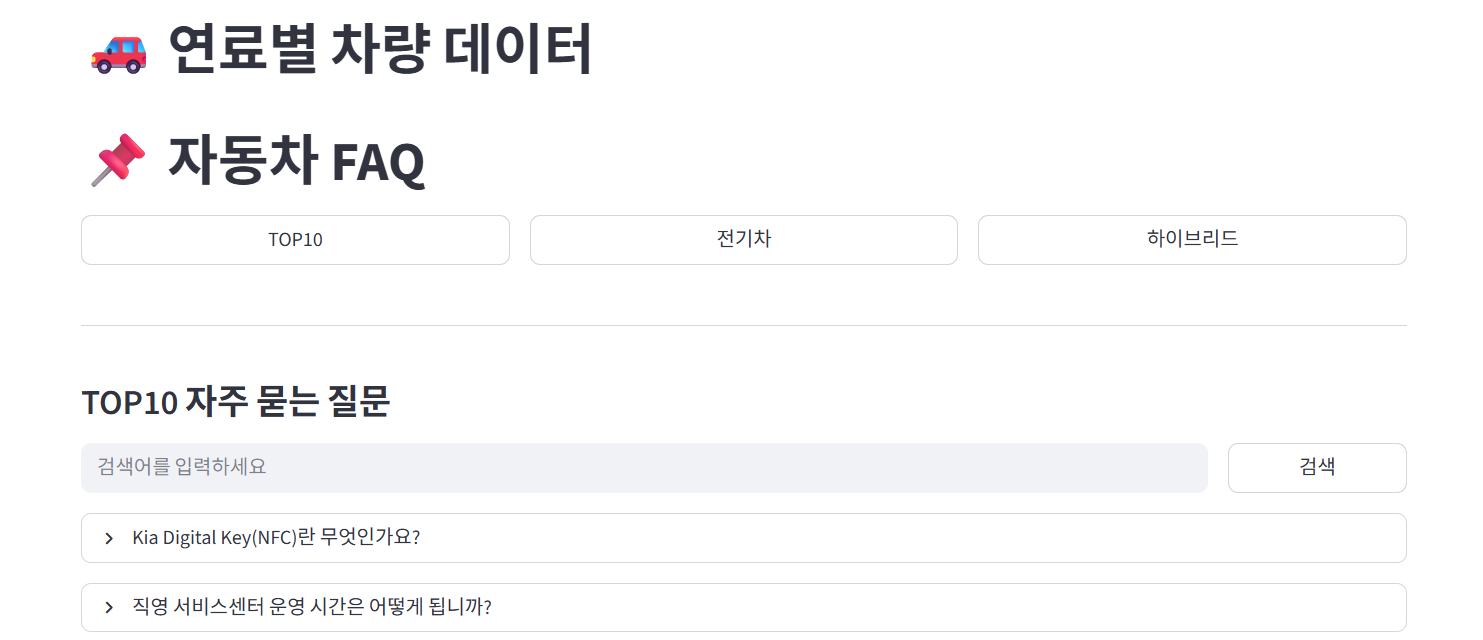 연료별 차량 데이터
자동차 FAQ
TOP10
전기차
하이브리드
TOP10 자주 묻는 질문
검색어를 입력하세요
검색
Kia Digital Key(NFC)란 무엇인가요?
직영 서비스센터 운영 시간은 어떻게 됩니까?